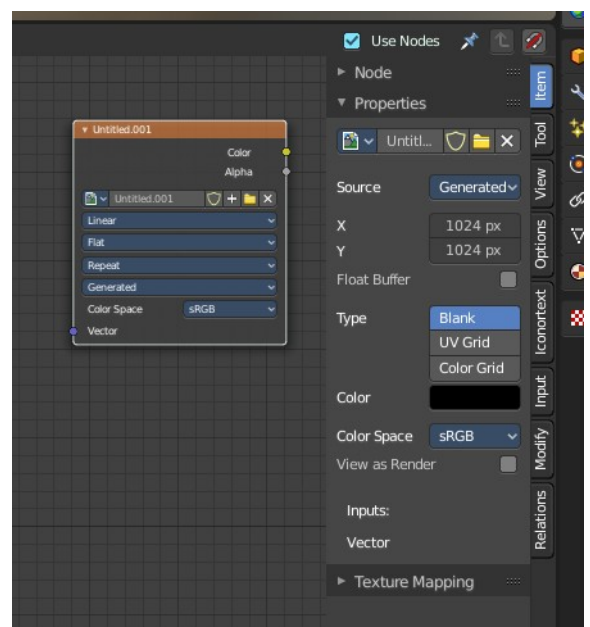 Use Nodes
Node
Properties
Untitled.001
Color
Alpha
Untitled.001
Linear
Flat
Repeat
Generated
Color Space sRGB
Vector
Untitl...
Source Generated
X 1024 px
Y 1024 px
Float Buffer
Type Blank
UV Grid
Color Grid
Color
Color Space sRGB
View as Render
Inputs:
Vector
Texture Mapping
Item
Tool
View
Options
Iconortext
Input
Modify
Relations